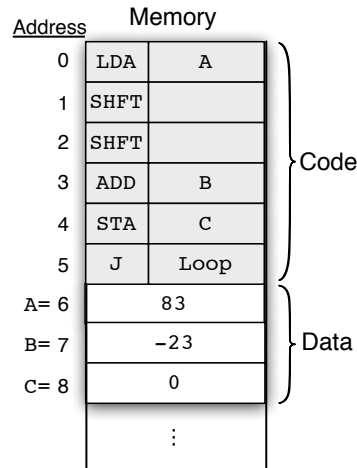 Memory
Address
0 LDA A
1 SHFT
2 SHFT
3 ADD B
4 STA C
5 J Loop
Code
A= 6 83
B= 7 -23
C= 8 0
Data
⋮